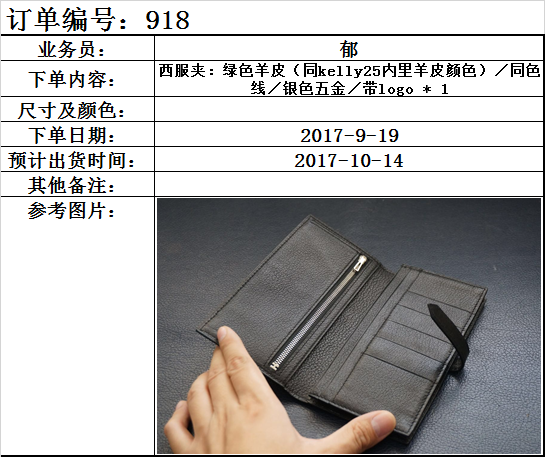 订单编号：918
业务员： 郁
下单内容： 西服夹：绿色羊皮（同kelly25内里羊皮颜色）／同色
线／银色五金／带logo * 1
尺寸及颜色：
下单日期： 2017-9-19
预计出货时间： 2017-10-14
其他备注：
参考图片：